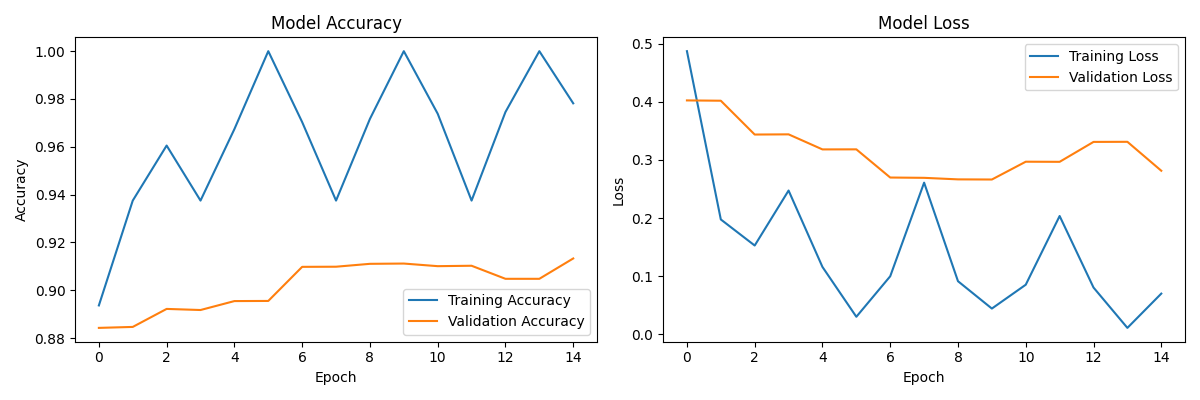 Model Accuracy
1.00
0.98
0.96
0.94
0.92
0.90
0.88
Accuracy
Training Accuracy
Validation Accuracy
0 2 4 6 8 10 12 14
Epoch
Model Loss
0.5
0.4
0.3
0.2
0.1
0.0
Loss
Training Loss
Validation Loss
0 2 4 6 8 10 12 14
Epoch